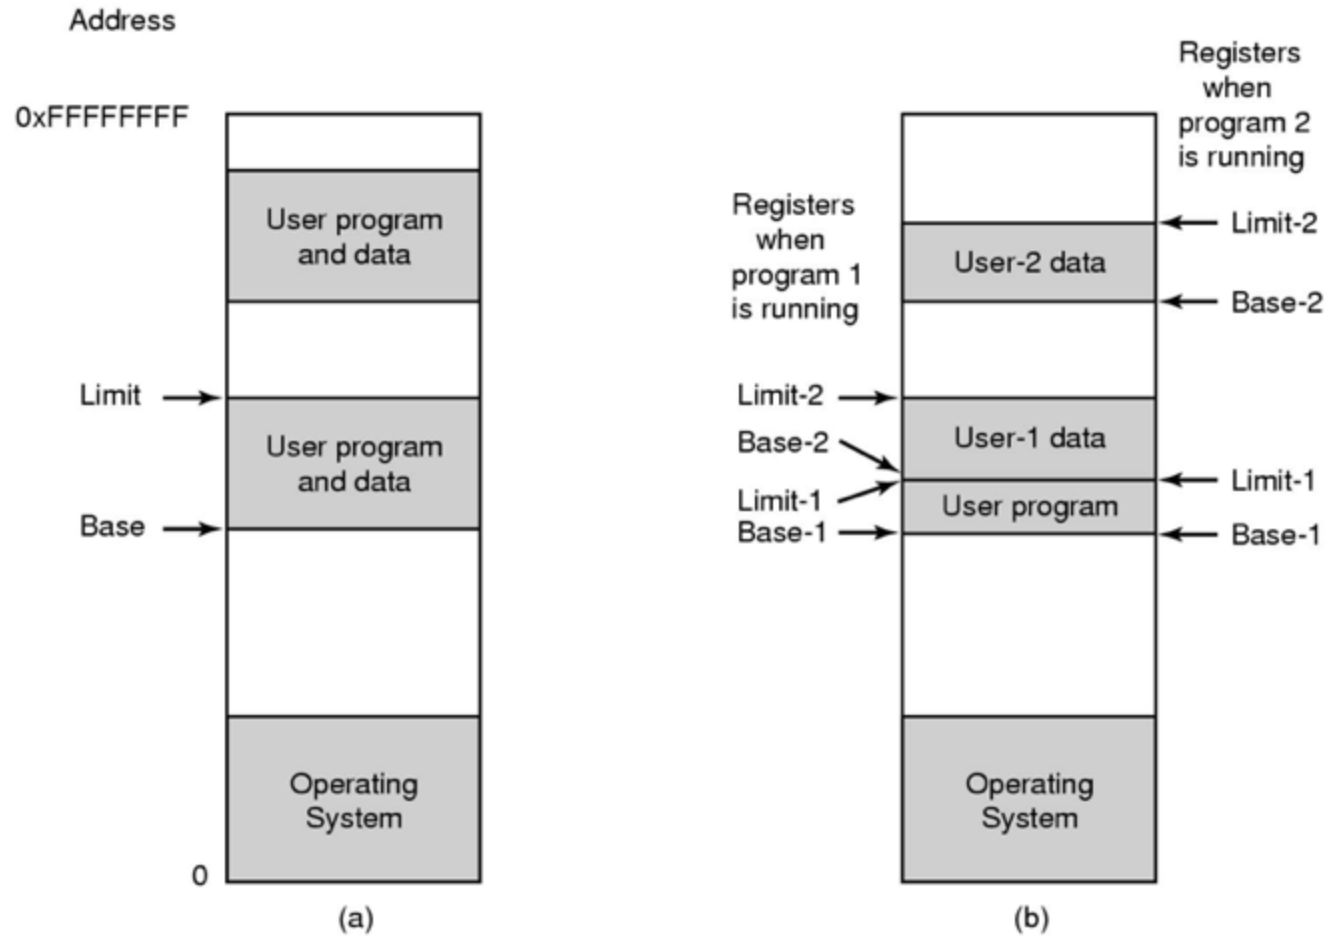 Address
0xFFFFFFFF
User program
and data
Limit
User program
and data
Base
Operating
System
0
(a)
Registers
when
program 1
is running
Limit-2
Base-2
Limit-1
Base-1
User-2 data
User-1 data
User program
Operating
System
(b)
Registers
when
program 2
is running
Limit-2
Base-2
Limit-1
Base-1